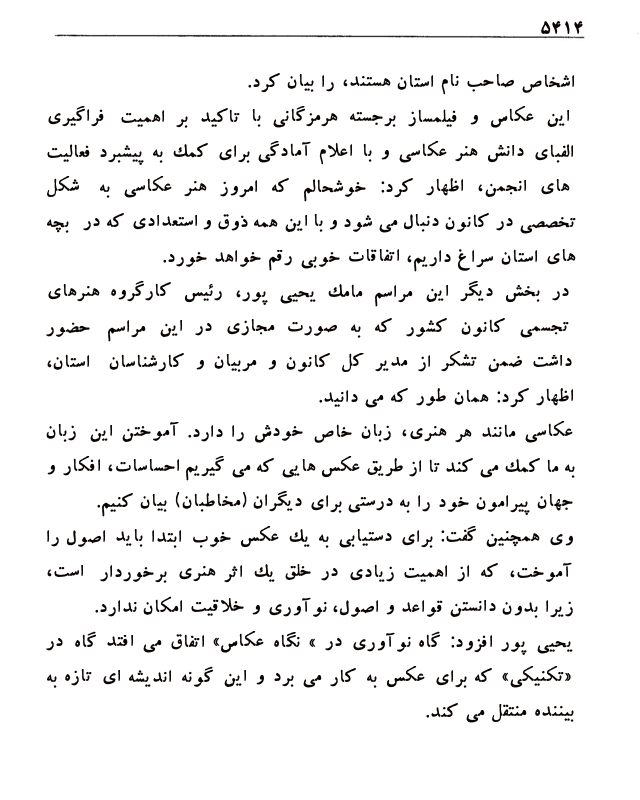 ۵۴۱۴
اشخاص صاحب نام استان هستند، را بیان کرد.
این عکاس و فیلمساز برجسته هرمزگانی با تاکید بر اهمیت فراگیری
الفبای دانش هنر عکاسی و با اعلام آمادگی برای کمك به پیشبرد فعالیت
های انجمن، اظهار کرد: خوشحالم که امروز هنر عکاسی به شکل
تخصصی در کانون دنبال می شود و با این همه ذوق و استعدادی که در بچه
های استان سراغ داریم، اتفاقات خوبی رقم خواهد خورد.
در بخش دیگر این مراسم مامك یحیی پور، رئیس کارگروه هنرهای
تجسمی کانون کشور که به صورت مجازی در این مراسم حضور
داشت ضمن تشکر از مدیر کل کانون و مربیان و کارشناسان استان،
اظهار کرد: همان طور که می دانید.
عکاسی مانند هر هنری، زبان خاص خودش را دارد. آموختن این زبان
به ما کمك می کند تا از طریق عکس هایی که می گیریم احساسات، افکار و
جهان پیرامون خود را به درستی برای دیگران (مخاطبان) بیان کنیم.
وی همچنین گفت: برای دستیابی به یك عکس خوب ابتدا باید اصول را
آموخت، که از اهمیت زیادی در خلق یك اثر هنری برخوردار است،
زیرا بدون دانستن قواعد و اصول، نوآوری و خلاقیت امکان ندارد.
یحیی پور افزود: گاه نوآوری در » نگاه عکاس» اتفاق می افتد گاه در
«تکنیکی» که برای عکس به کار می برد و این گونه اندیشه ای تازه به
بیننده منتقل می کند.